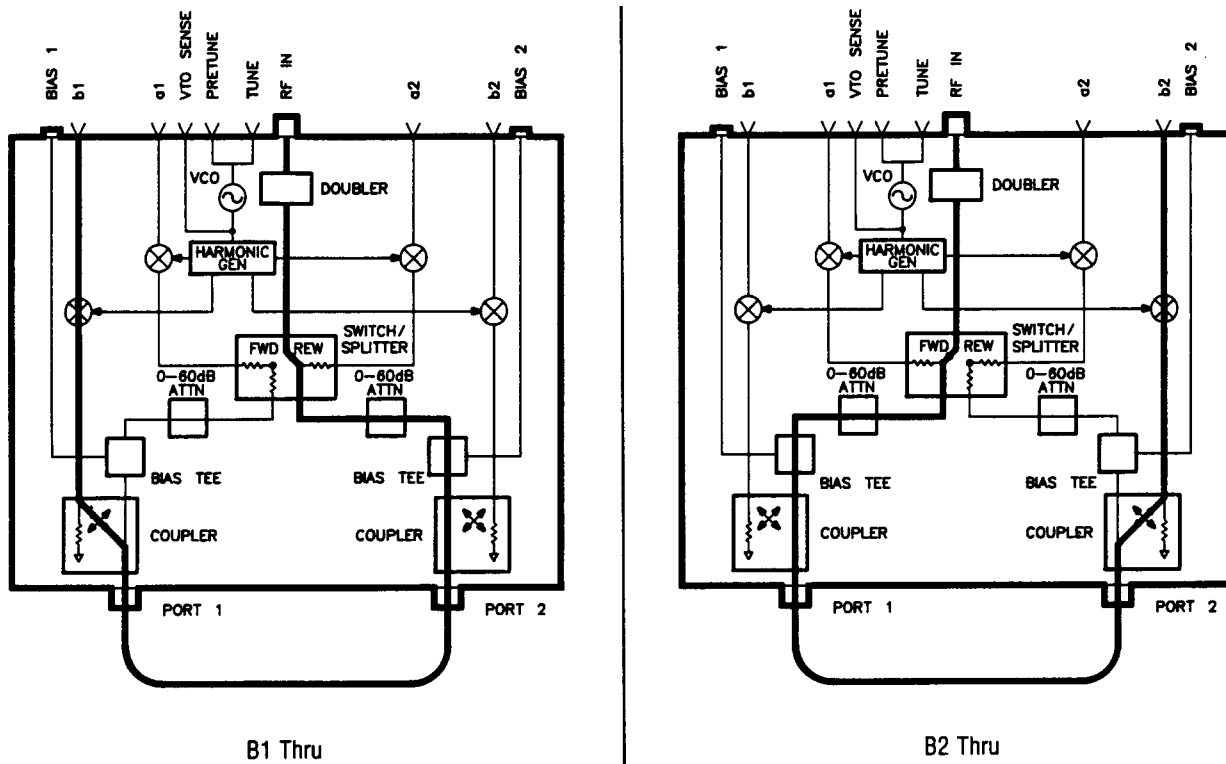 BIAS 1
b1
a1
VTO SENSE
PRETUNE
TUNE
RF IN
a2
b2
BIAS 2
VCO
DOUBLER
HARMONIC
GEN
SWITCH/
SPLITTER
FWD REW
0-60dB
ATTN
0-60dB
ATTN
BIAS TEE
BIAS TEE
COUPLER
COUPLER
PORT 1
PORT 2
B1 Thru
BIAS 1
b1
a1
VTO SENSE
PRETUNE
TUNE
RF IN
a2
b2
BIAS 2
VCO
DOUBLER
HARMONIC
GEN
SWITCH/
SPLITTER
FWD REW
0-60dB
ATTN
0-60dB
ATTN
BIAS TEE
BIAS TEE
COUPLER
COUPLER
PORT 1
PORT 2
B2 Thru